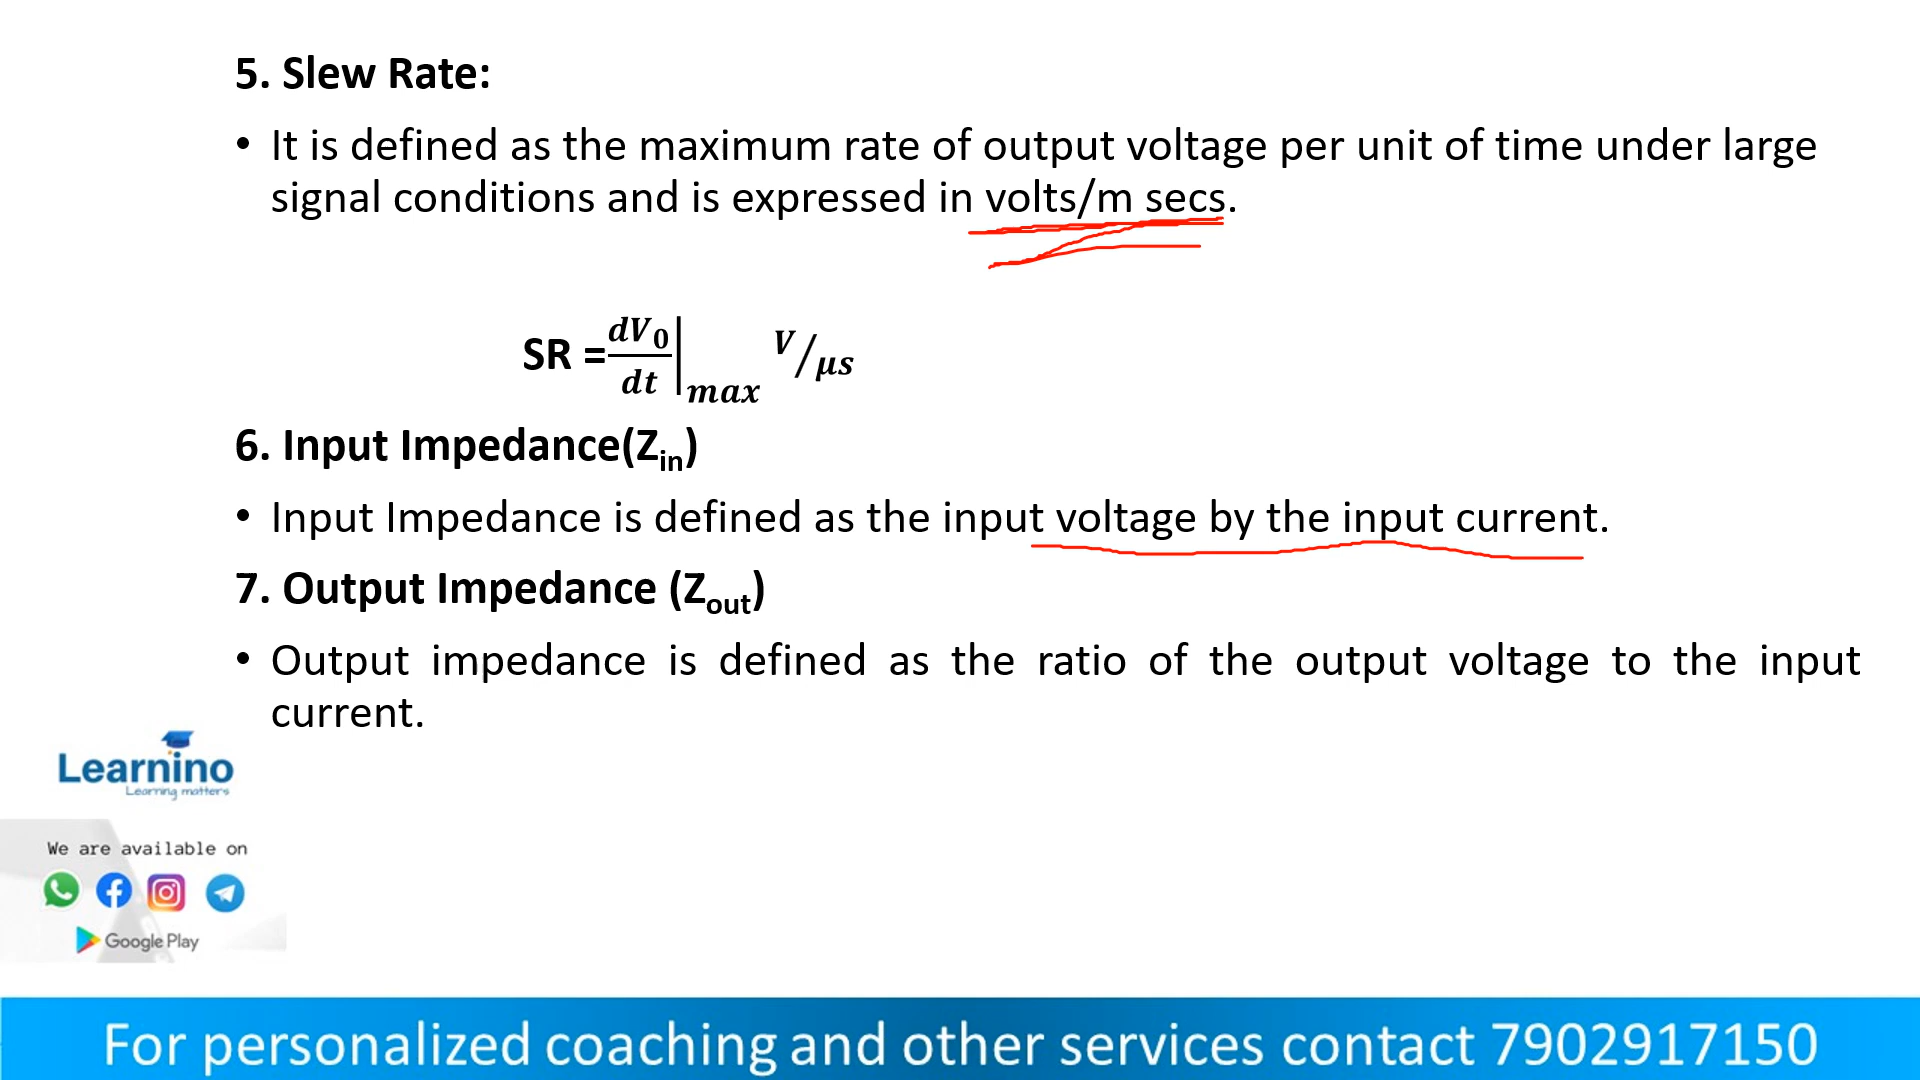 5. Slew Rate:
• It is defined as the maximum rate of output voltage per unit of time under large
signal conditions and is expressed in volts/m secs.
SR = dV₀/dt |max V/μs
6. Input Impedance(Zin)
• Input Impedance is defined as the input voltage by the input current.
7. Output Impedance (Zout)
• Output impedance is defined as the ratio of the output voltage to the input
current.
Learnino
Learning matters
We are available on
Google Play
For personalized coaching and other services contact 7902917150